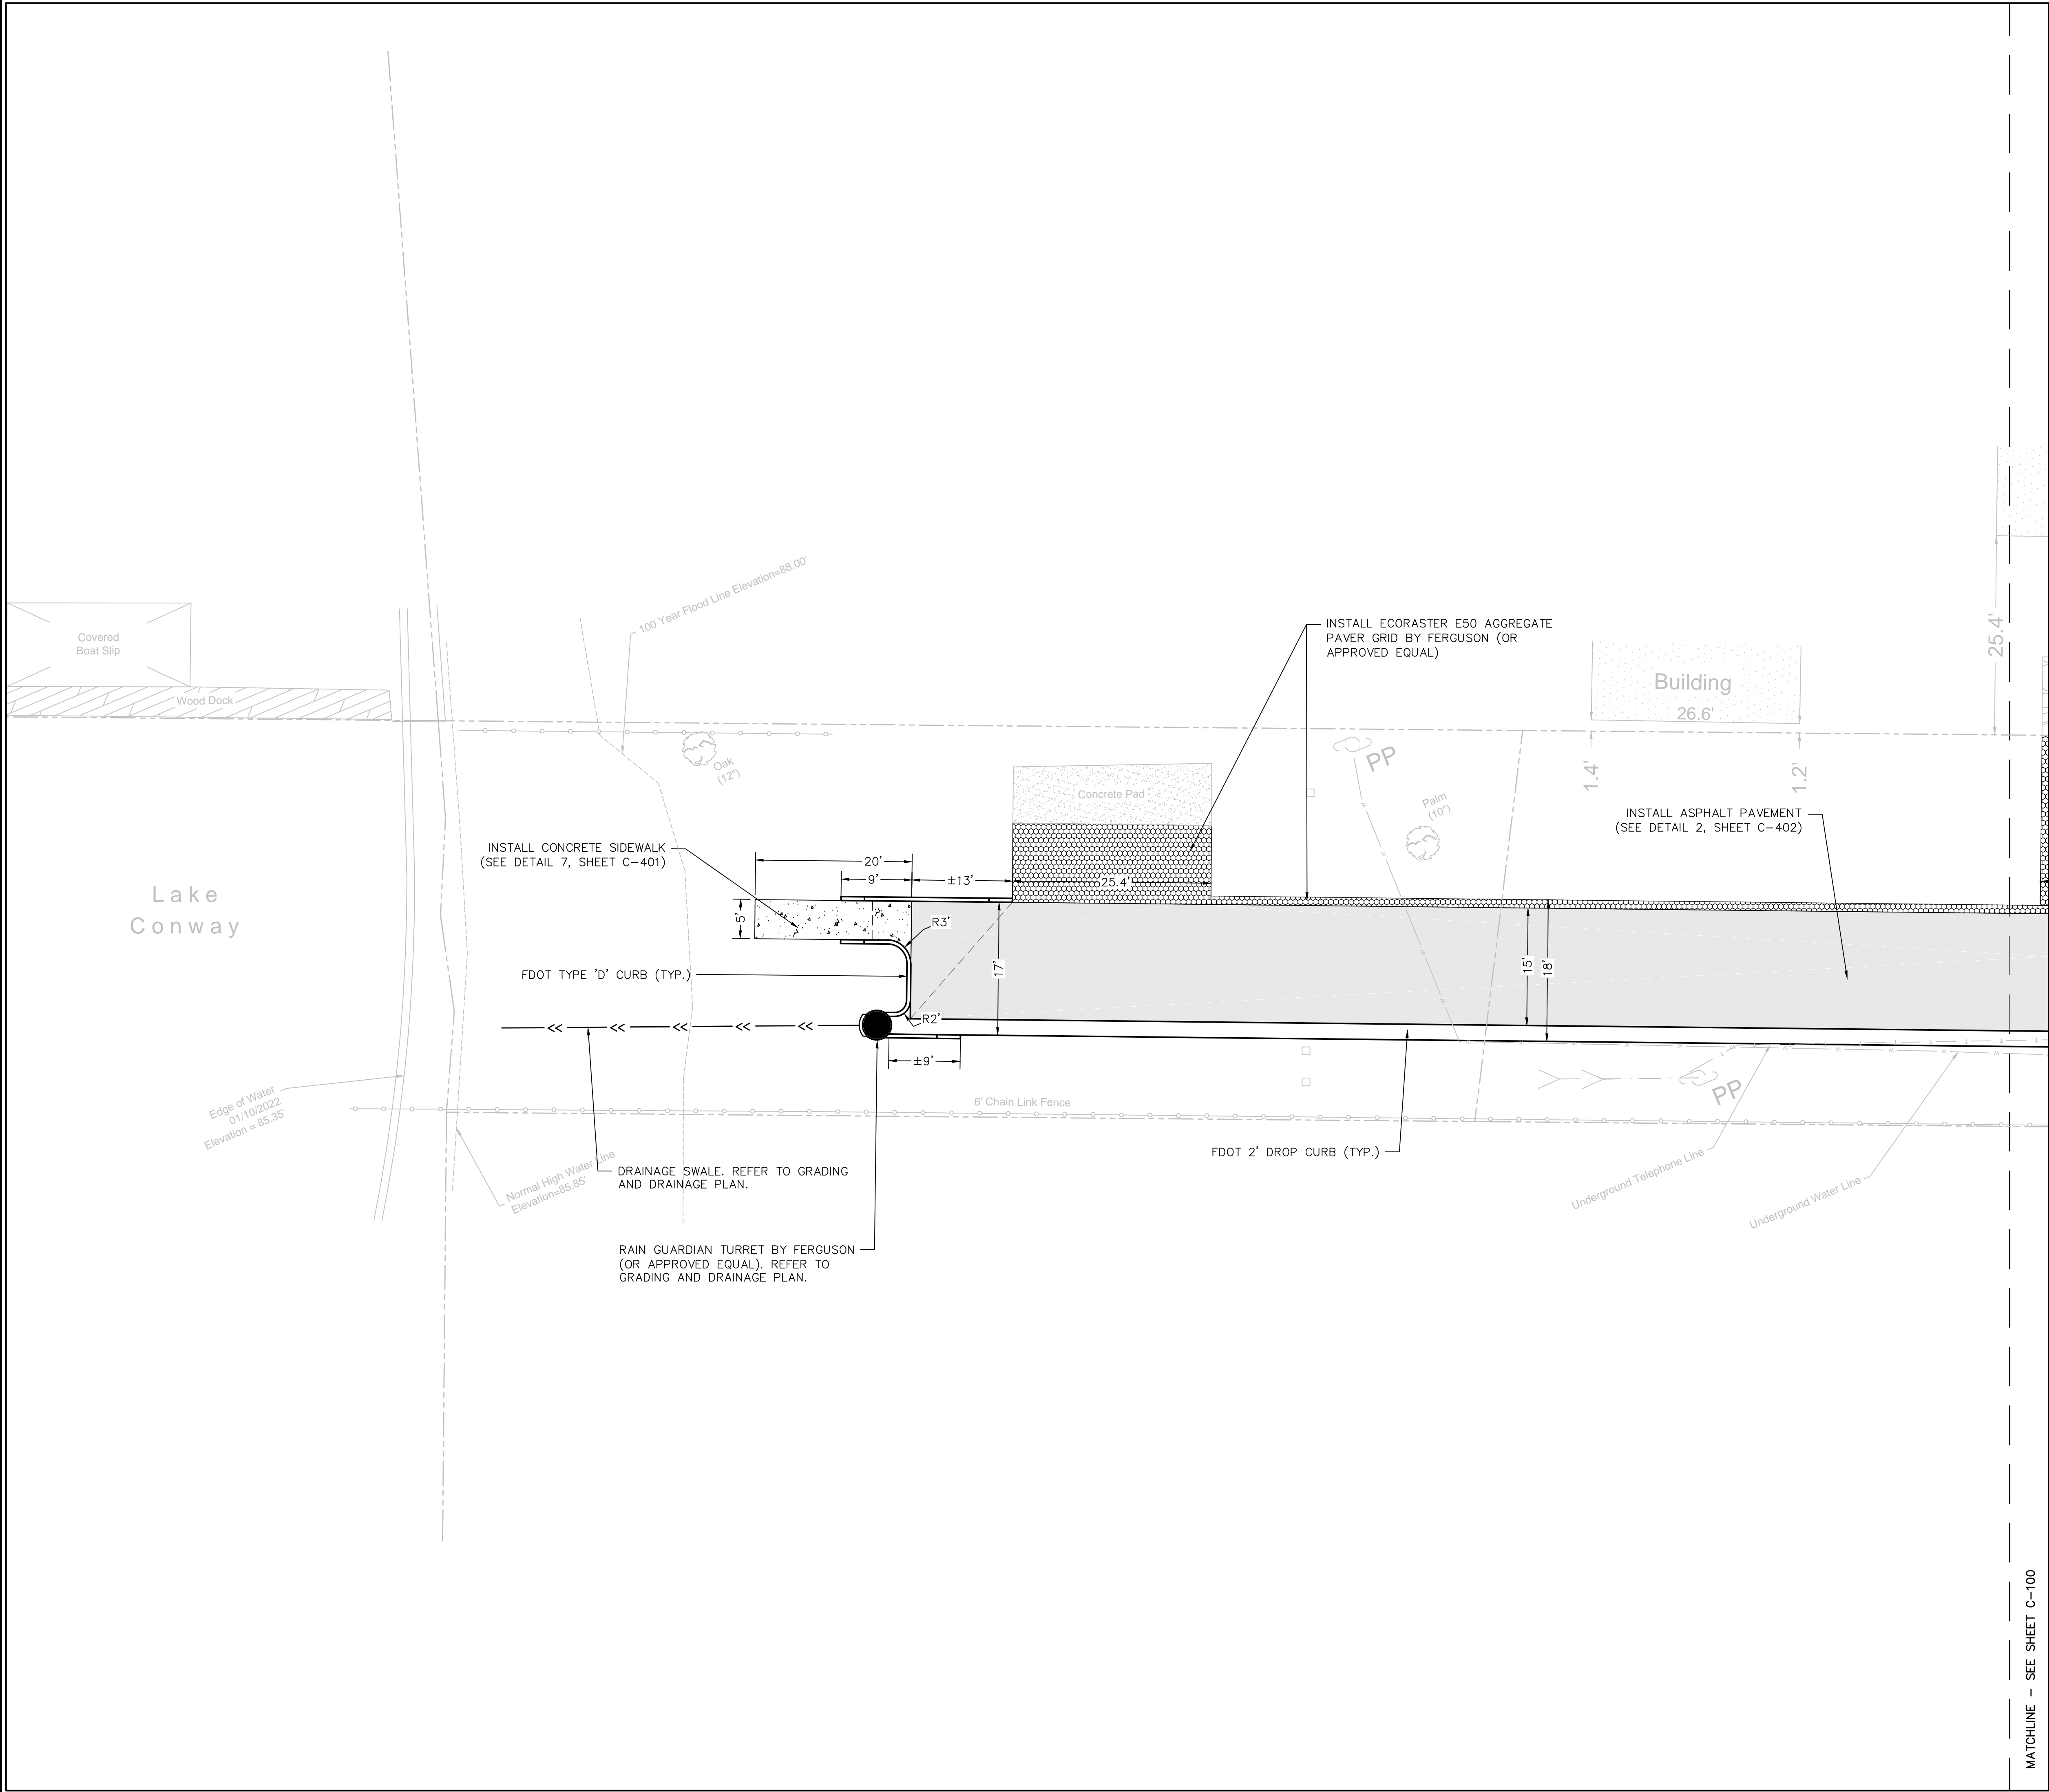 100 Year Flood Line Elevation=88.00'
Covered
Boat Slip
Wood Dock
INSTALL ECORASTER E50 AGGREGATE
PAVER GRID BY FERGUSON (OR
APPROVED EQUAL)
Building
26.6'
25.4'
Oak
(12")
PP
Palm
(10")
1.4'
1.2'
Concrete Pad
INSTALL ASPHALT PAVEMENT
(SEE DETAIL 2, SHEET C-402)
INSTALL CONCRETE SIDEWALK
(SEE DETAIL 7, SHEET C-401)
20'
9'
±13'
25.4'
5'
R3'
Lake
Conway
17'
15'
18'
FDOT TYPE 'D' CURB (TYP.)
<< << << << <<
R2'
±9'
PP
6' Chain Link Fence
Edge of Water
01/10/2022
Elevation = 85.35'
Normal High Water Line
Elevation=85.85'
DRAINAGE SWALE. REFER TO GRADING
AND DRAINAGE PLAN.
FDOT 2' DROP CURB (TYP.)
Underground Telephone Line
Underground Water Line
RAIN GUARDIAN TURRET BY FERGUSON
(OR APPROVED EQUAL). REFER TO
GRADING AND DRAINAGE PLAN.
MATCHLINE - SEE SHEET C-100